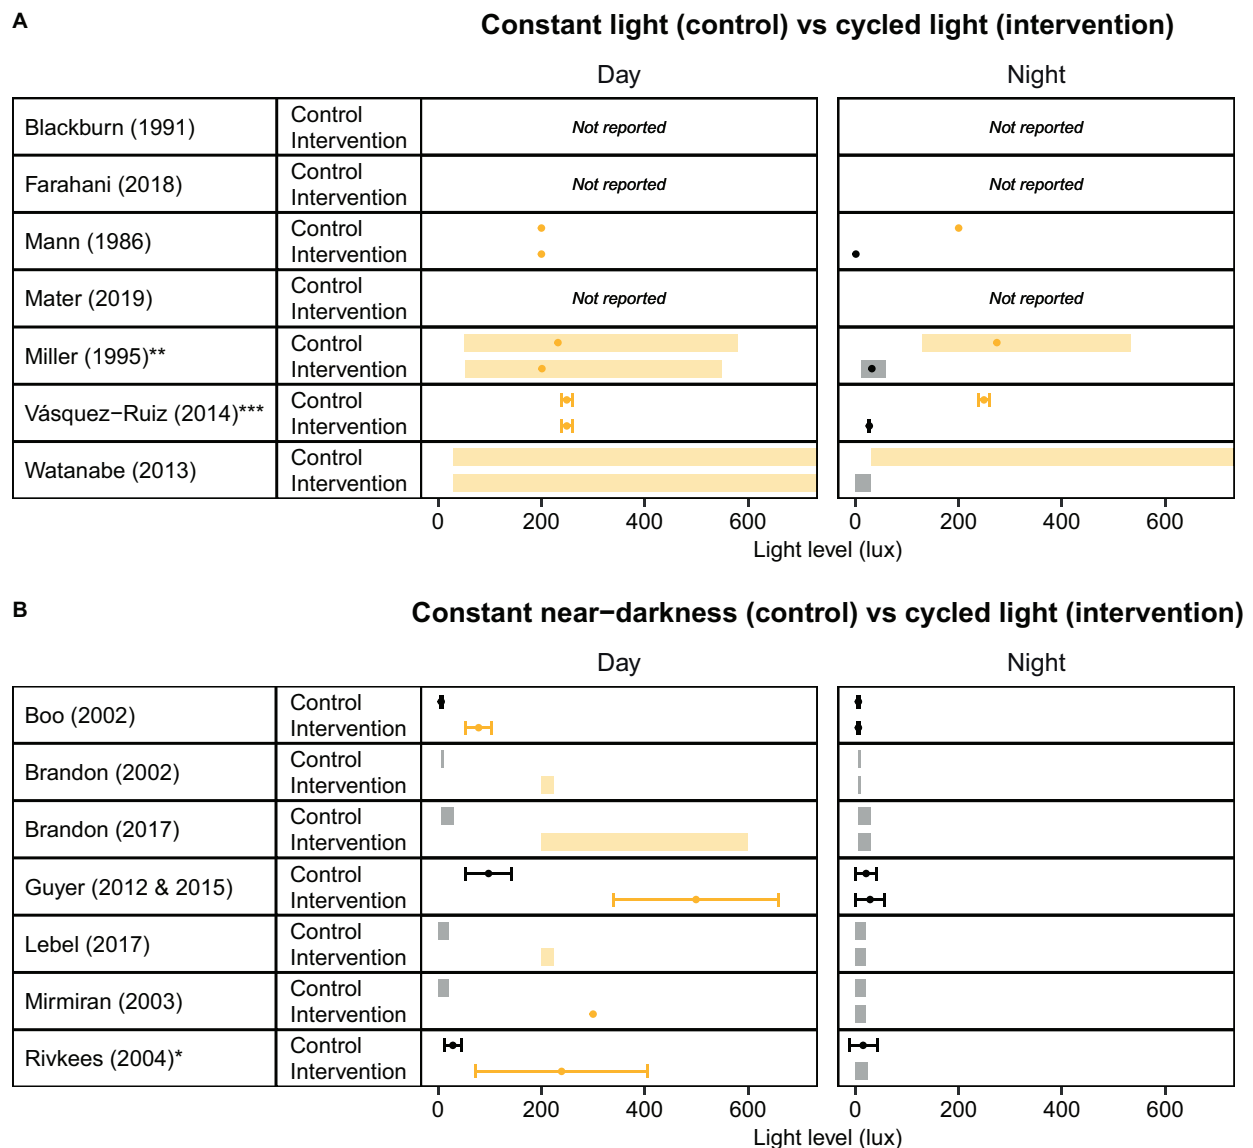 A
Constant light (control) vs cycled light (intervention)
Day Night
Blackburn (1991) Control Not reported Not reported
Intervention
Farahani (2018) Control Not reported Not reported
Intervention
Mann (1986) Control
Intervention
Mater (2019) Control Not reported Not reported
Intervention
Miller (1995)** Control
Intervention
Vásquez−Ruiz (2014)*** Control
Intervention
Watanabe (2013) Control
Intervention
0 200 400 600 0 200 400 600
Light level (lux)
B
Constant near−darkness (control) vs cycled light (intervention)
Day Night
Boo (2002) Control
Intervention
Brandon (2002) Control
Intervention
Brandon (2017) Control
Intervention
Guyer (2012 & 2015) Control
Intervention
Lebel (2017) Control
Intervention
Mirmiran (2003) Control
Intervention
Rivkees (2004)* Control
Intervention
0 200 400 600 0 200 400 600
Light level (lux)